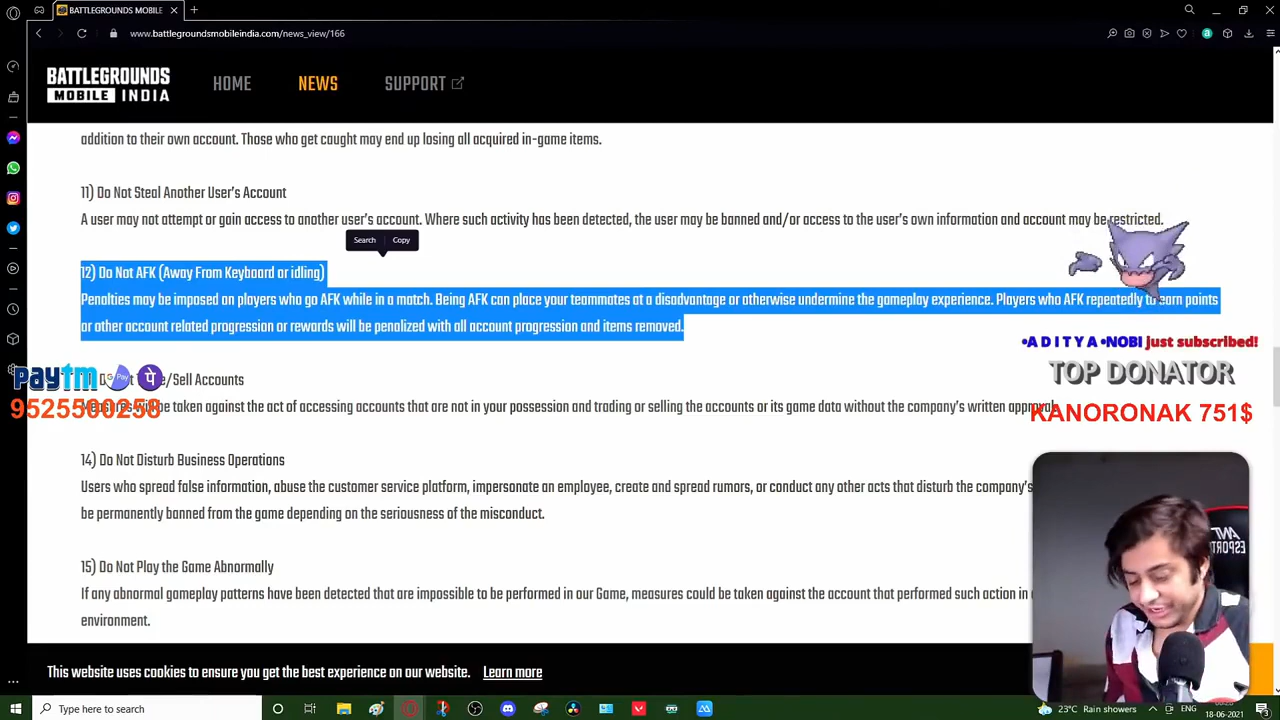 BATTLEGROUNDS MOBILE
www.battlegroundsmobileindia.com/news_view/166
BATTLEGROUNDS
MOBILE INDIA
HOME
NEWS
SUPPORT
addition to their own account. Those who get caught may end up losing all acquired in-game items.
11) Do Not Steal Another User's Account
A user may not attempt or gain access to another user's account. Where such activity has been detected, the user may be banned and/or access to the user's own information and account may be restricted.
Search
Copy
12) Do Not AFK (Away From Keyboard or idling)
Penalties may be imposed on players who go AFK while in a match. Being AFK can place your teammates at a disadvantage or otherwise undermine the gameplay experience. Players who AFK repeatedly to earn points
or other account related progression or rewards will be penalized with all account progression and items removed.
•A D I T Y A •NOBI just subscribed!
TOP DONATOR
KANORONAK 751$
paytm G Pay पे
9525500258
/Sell Accounts
will be taken against the act of accessing accounts that are not in your possession and trading or selling the accounts or its game data without the company's written approval.
14) Do Not Disturb Business Operations
Users who spread false information, abuse the customer service platform, impersonate an employee, create and spread rumors, or conduct any other acts that disturb the company's
be permanently banned from the game depending on the seriousness of the misconduct.
15) Do Not Play the Game Abnormally
If any abnormal gameplay patterns have been detected that are impossible to be performed in our Game, measures could be taken against the account that performed such action in
environment.
ESPORTS
This website uses cookies to ensure you get the best experience on our website. Learn more
Type here to search
23°C Rain showers
ENG
18-06-2021